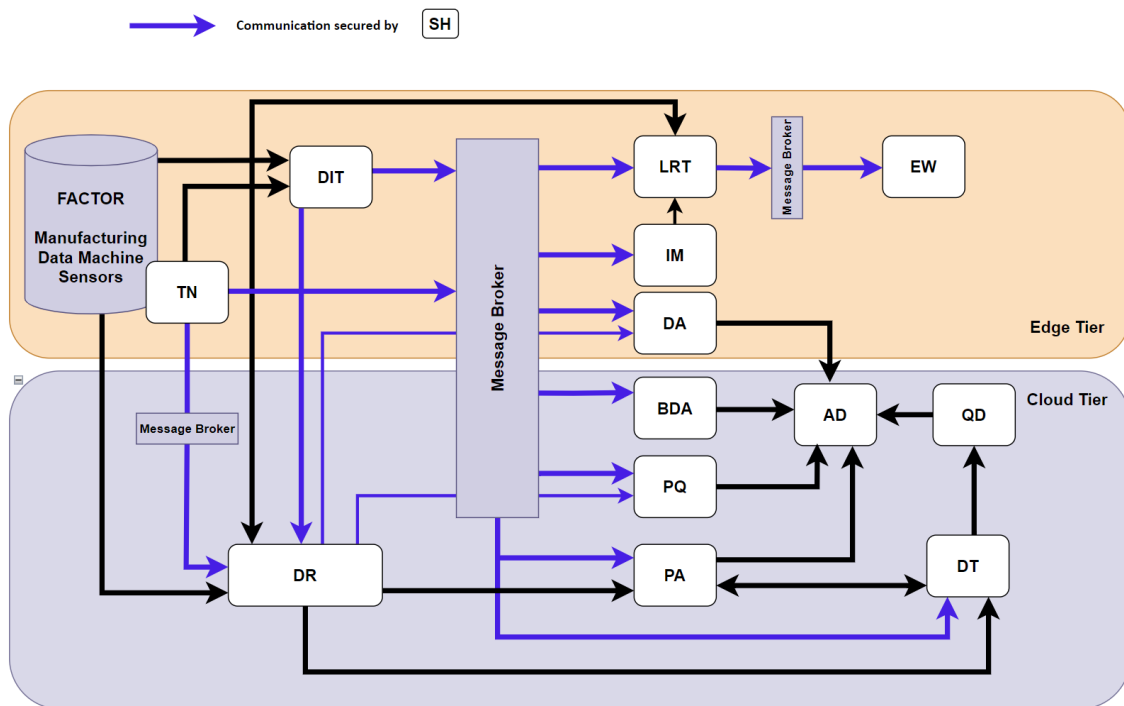 Communication secured by
SH
FACTOR
Manufacturing
Data Machine
Sensors
TN
DIT
Message Broker
LRT
Message Broker
EW
IM
DA
Edge Tier
Cloud Tier
BDA
AD
QD
Message Broker
PQ
DR
PA
DT